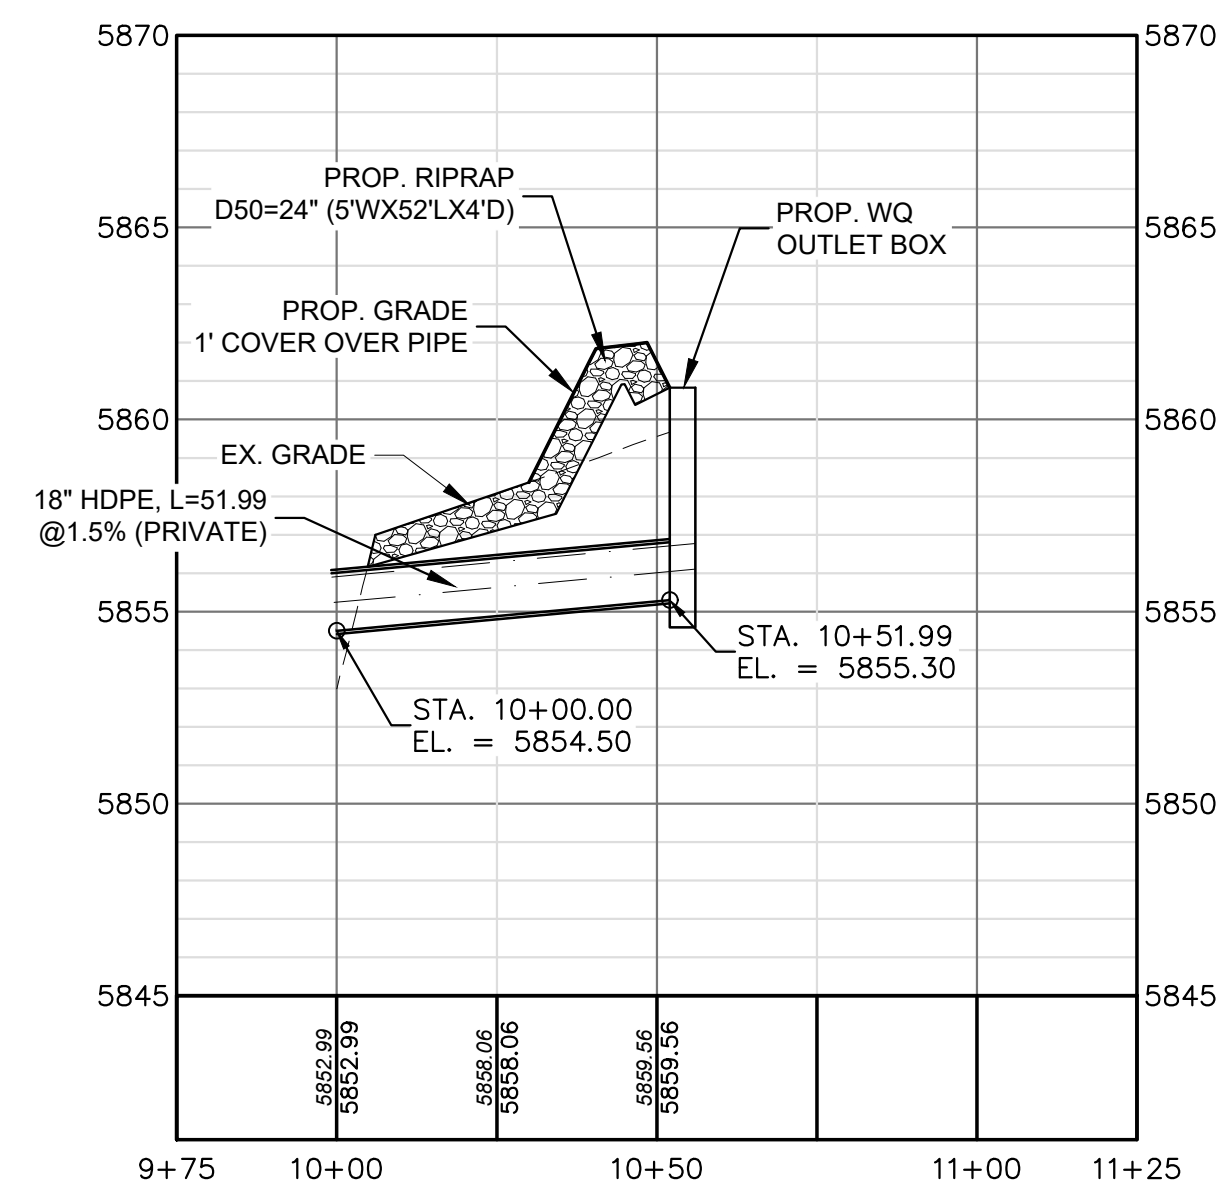 5870
5870
PROP. RIPRAP
D50=24" (5'WX52'LX4'D)
PROP. WQ
OUTLET BOX
5865
5865
PROP. GRADE
1' COVER OVER PIPE
5860
5860
EX. GRADE
18" HDPE, L=51.99
@1.5% (PRIVATE)
5855
5855
STA. 10+51.99
EL. = 5855.30
STA. 10+00.00
EL. = 5854.50
5850
5850
5845
5845
5852.99
5852.99
5858.06
5858.06
5859.56
5859.56
9+75
10+00
10+50
11+00
11+25